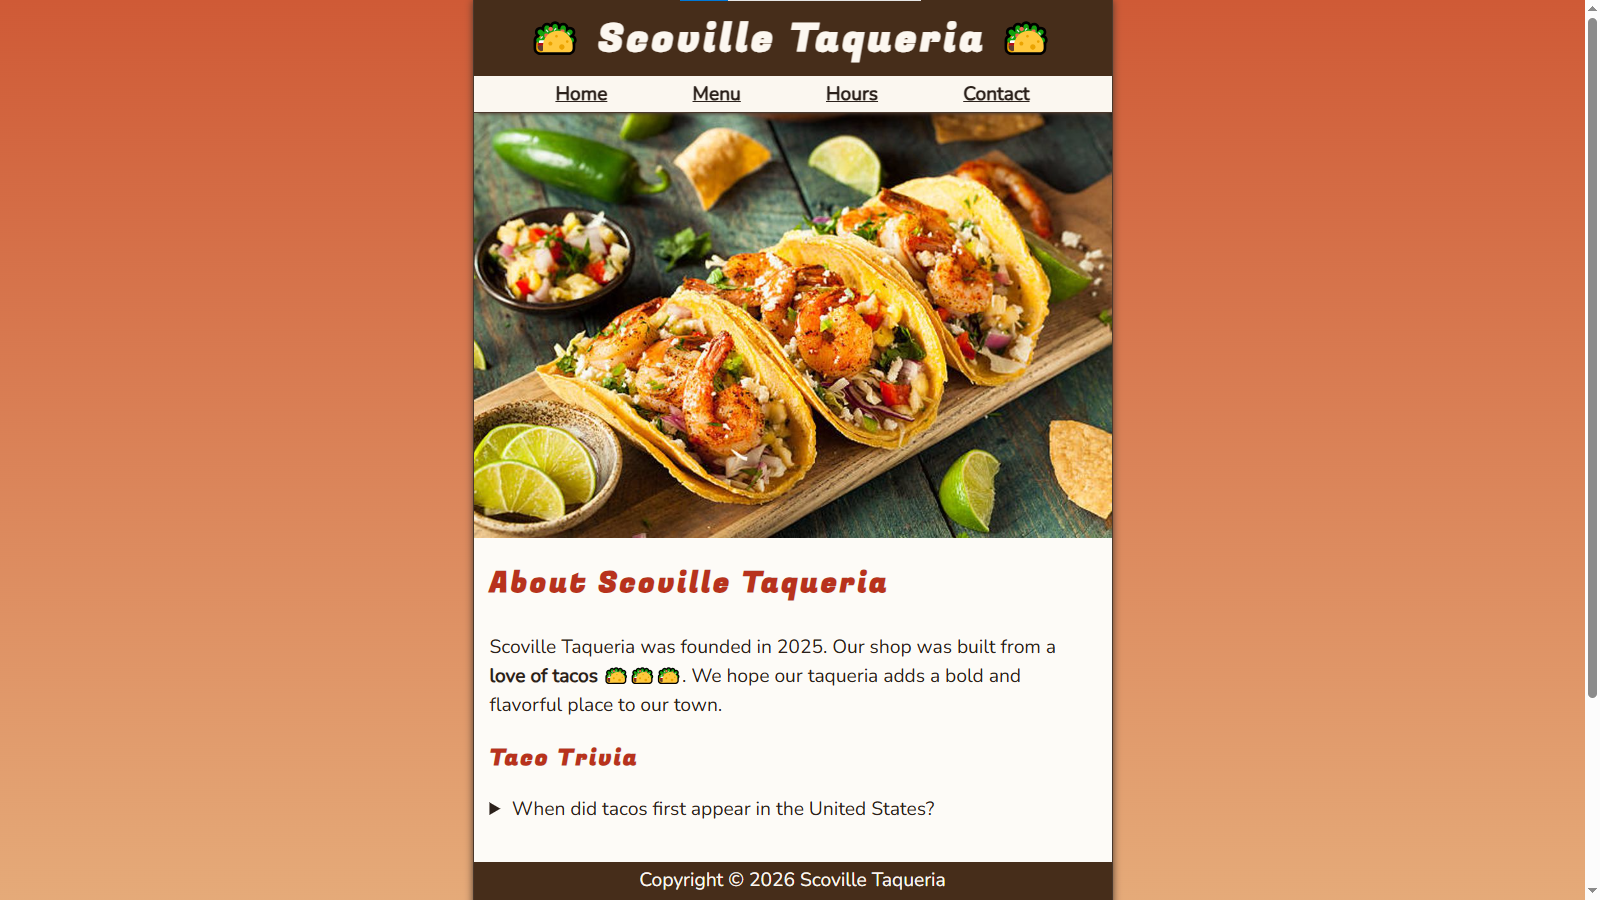 Scoville Taqueria
Home Menu Hours Contact
About Scoville Taqueria
Scoville Taqueria was founded in 2025. Our shop was built from a
love of tacos 🌮🌮🌮. We hope our taqueria adds a bold and
flavorful place to our town.
Taco Trivia
When did tacos first appear in the United States?
Copyright © 2026 Scoville Taqueria